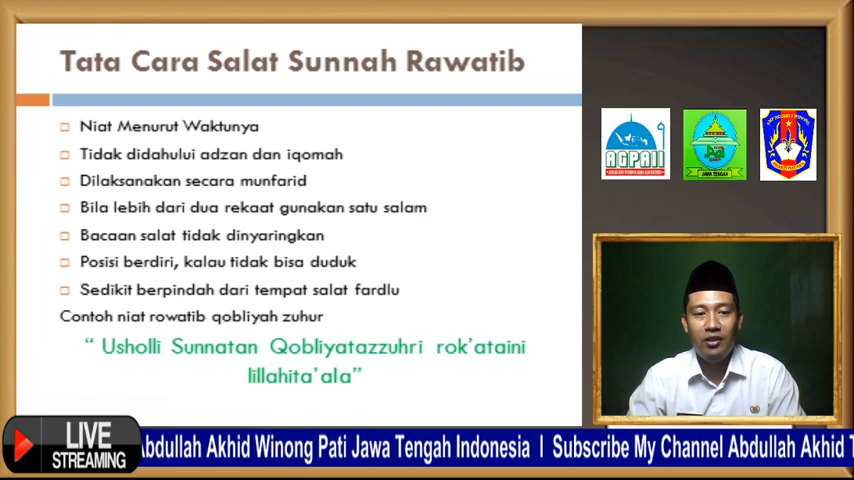 Tata Cara Salat Sunnah Rawatib
Niat Menurut Waktunya
Tidak didahului adzan dan iqomah
Dilaksanakan secara munfarid
Bila lebih dari dua rekaat gunakan satu salam
Bacaan salat tidak dinyaringkan
Posisi berdiri, kalau tidak bisa duduk
Sedikit berpindah dari tempat salat fardlu
Contoh niat rowatib qobliyah zuhur
“ Usholli Sunnatan Qobliyatazzuhri rok’ataini
lillahita’ala”
AGPAII
JAWA TENGAH
LIVE
STREAMING
Abdullah Akhid Winong Pati Jawa Tengah Indonesia I Subscribe My Channel Abdullah Akhid T